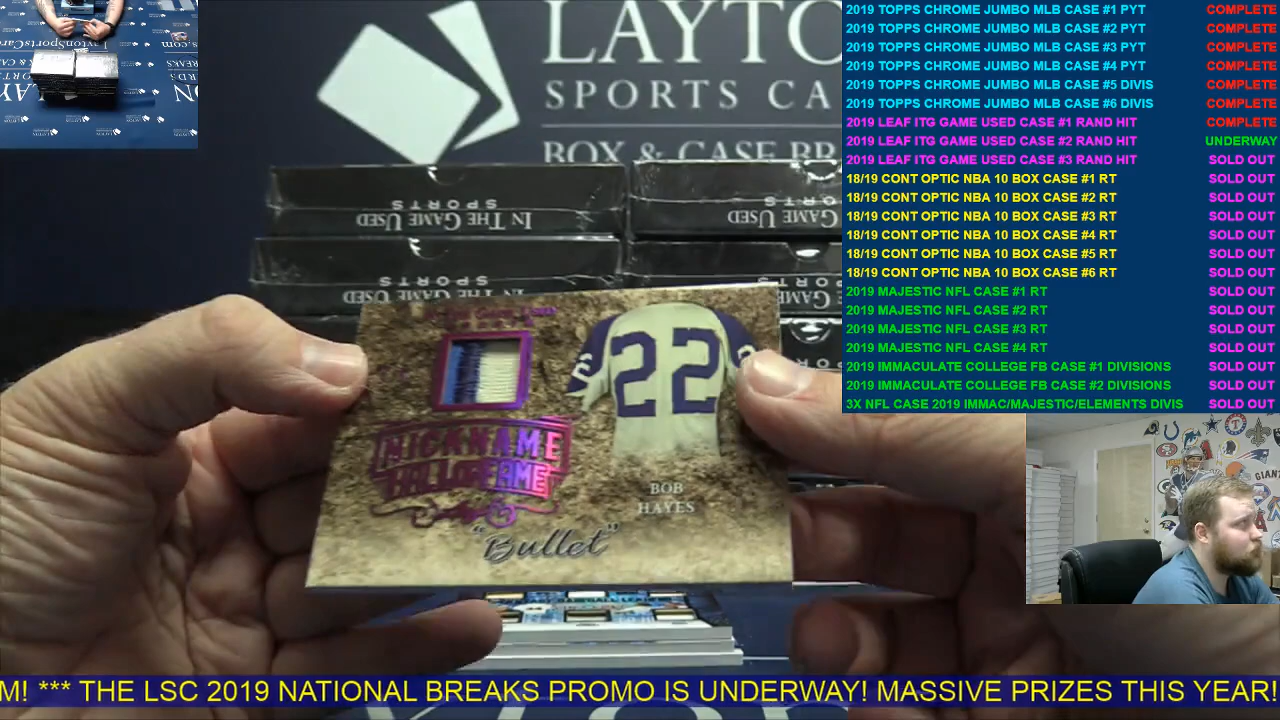 LAYTON
SPORTS CA
BOX & CASE BR
IN THE GAME USED
SPORTS
GAME USED
SPORTS
IN THE GAME USED
SPORTS
GAME USED
22
2
NICKNAME
HALL OF FAME
BOB
HAYES
"Bullet"
2019 TOPPS CHROME JUMBO MLB CASE #1 PYT COMPLETE
2019 TOPPS CHROME JUMBO MLB CASE #2 PYT COMPLETE
2019 TOPPS CHROME JUMBO MLB CASE #3 PYT COMPLETE
2019 TOPPS CHROME JUMBO MLB CASE #4 PYT COMPLETE
2019 TOPPS CHROME JUMBO MLB CASE #5 DIVIS COMPLETE
2019 TOPPS CHROME JUMBO MLB CASE #6 DIVIS COMPLETE
2019 LEAF ITG GAME USED CASE #1 RAND HIT COMPLETE
2019 LEAF ITG GAME USED CASE #2 RAND HIT UNDERWAY
2019 LEAF ITG GAME USED CASE #3 RAND HIT SOLD OUT
18/19 CONT OPTIC NBA 10 BOX CASE #1 RT SOLD OUT
18/19 CONT OPTIC NBA 10 BOX CASE #2 RT SOLD OUT
18/19 CONT OPTIC NBA 10 BOX CASE #3 RT SOLD OUT
18/19 CONT OPTIC NBA 10 BOX CASE #4 RT SOLD OUT
18/19 CONT OPTIC NBA 10 BOX CASE #5 RT SOLD OUT
18/19 CONT OPTIC NBA 10 BOX CASE #6 RT SOLD OUT
2019 MAJESTIC NFL CASE #1 RT SOLD OUT
2019 MAJESTIC NFL CASE #2 RT SOLD OUT
2019 MAJESTIC NFL CASE #3 RT SOLD OUT
2019 MAJESTIC NFL CASE #4 RT SOLD OUT
2019 IMMACULATE COLLEGE FB CASE #1 DIVISIONS SOLD OUT
2019 IMMACULATE COLLEGE FB CASE #2 DIVISIONS SOLD OUT
3X NFL CASE 2019 IMMAC/MAJESTIC/ELEMENTS DIVIS SOLD OUT
GIANT
M! *** THE LSC 2019 NATIONAL BREAKS PROMO IS UNDERWAY! MASSIVE PRIZES THIS YEAR!